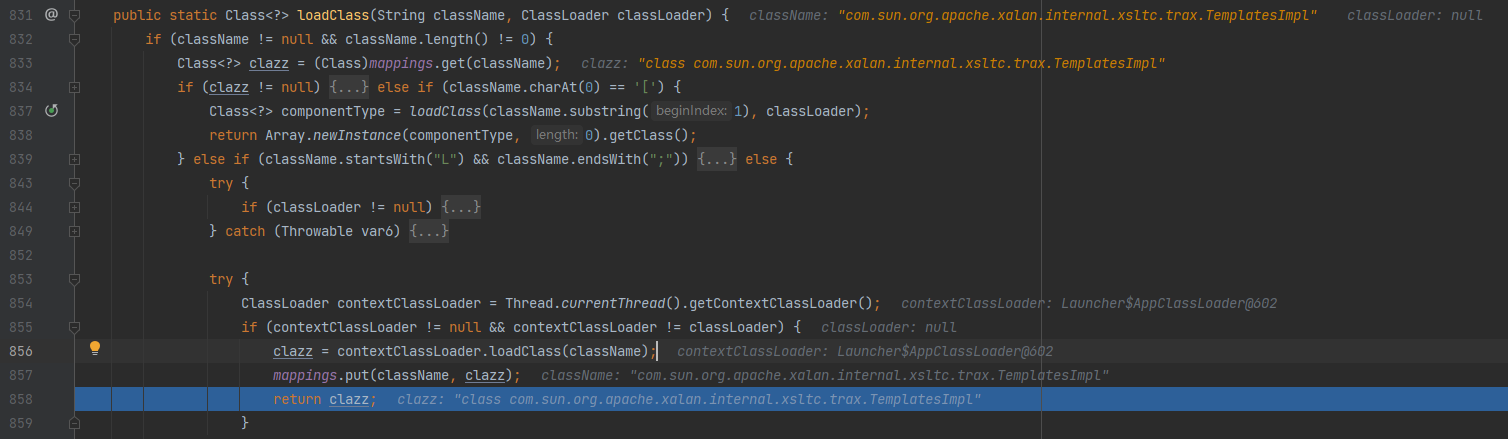 831 @ public static Class<?> loadClass(String className, ClassLoader classLoader) { className: "com.sun.org.apache.xalan.internal.xsltc.trax.TemplatesImpl" classLoader: null
832 if (className != null && className.length() != 0) {
833 Class<?> clazz = (Class)mappings.get(className); clazz: "class com.sun.org.apache.xalan.internal.xsltc.trax.TemplatesImpl"
834 if (clazz != null) {...} else if (className.charAt(0) == '[') {
837 Class<?> componentType = loadClass(className.substring( beginIndex: 1), classLoader);
838 return Array.newInstance(componentType, length: 0).getClass();
839 } else if (className.startsWith("L") && className.endsWith(";")) {...} else {
843 try {
844 if (classLoader != null) {...}
849 } catch (Throwable var6) {...}
852
853 try {
854 ClassLoader contextClassLoader = Thread.currentThread().getContextClassLoader(); contextClassLoader: Launcher$AppClassLoader@602
855 if (contextClassLoader != null && contextClassLoader != classLoader) { classLoader: null
856 clazz = contextClassLoader.loadClass(className); contextClassLoader: Launcher$AppClassLoader@602
857 mappings.put(className, clazz); className: "com.sun.org.apache.xalan.internal.xsltc.trax.TemplatesImpl"
858 return clazz; clazz: "class com.sun.org.apache.xalan.internal.xsltc.trax.TemplatesImpl"
859 }